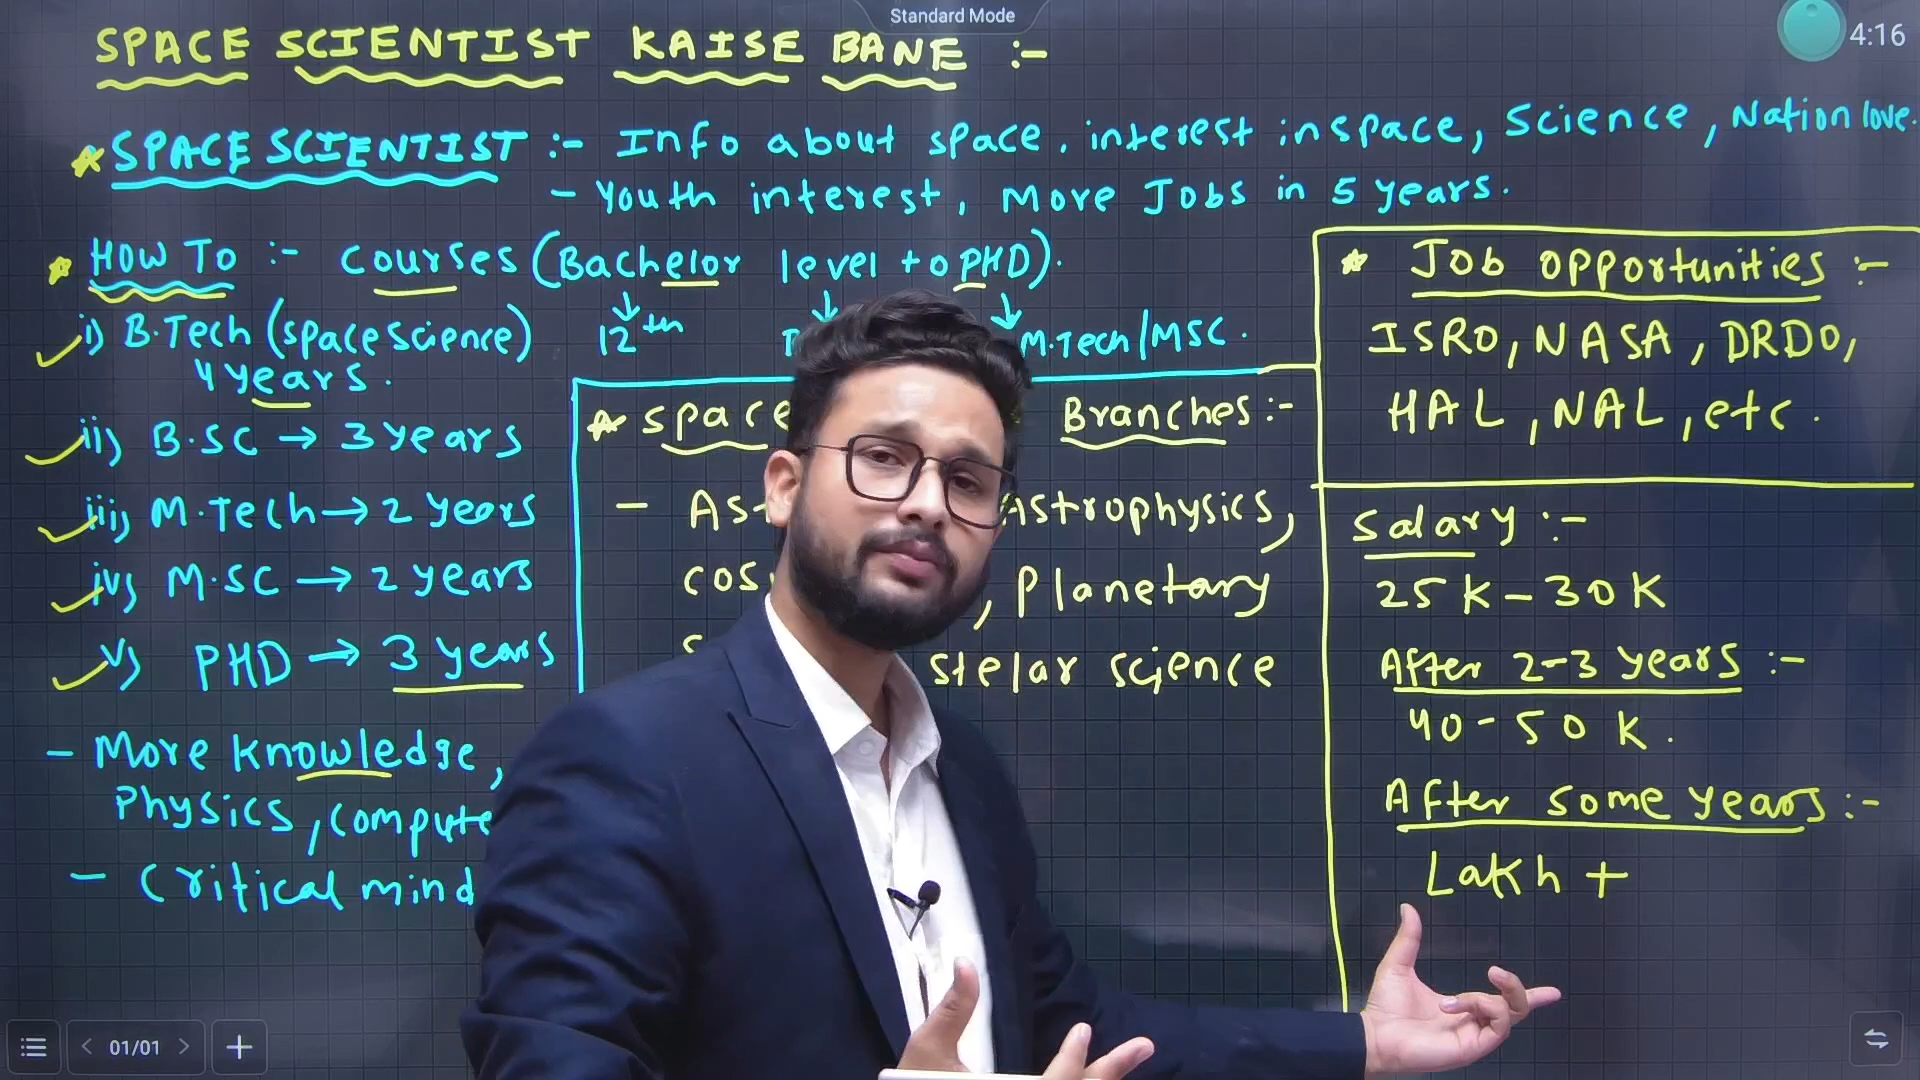 Standard Mode
4:16
SPACE SCIENTIST KAISE BANE :-
SPACE SCIENTIST :- Info about space, interest in space, Science, Nation love.
- Youth interest, More Jobs in 5 years.
HOW TO :- Courses (Bachelor level to PHD).
12th
M.Tech/MSC.
i) B.Tech (space science)
4 years.
ii) B.SC → 3 years
iii) M.Tech → 2 years
iv) M.SC → 2 years
v) PHD → 3 years
- More knowledge,
Physics, compute
- Critical mind
space Branches :-
- Astrophysics,
, Planetary
stelar science
Job opportunities :-
ISRO, NASA, DRDO,
HAL, NAL, etc.
Salary :-
25K - 30K
After 2-3 years :-
40 - 50 K.
After some years :-
Lakh +
01/01